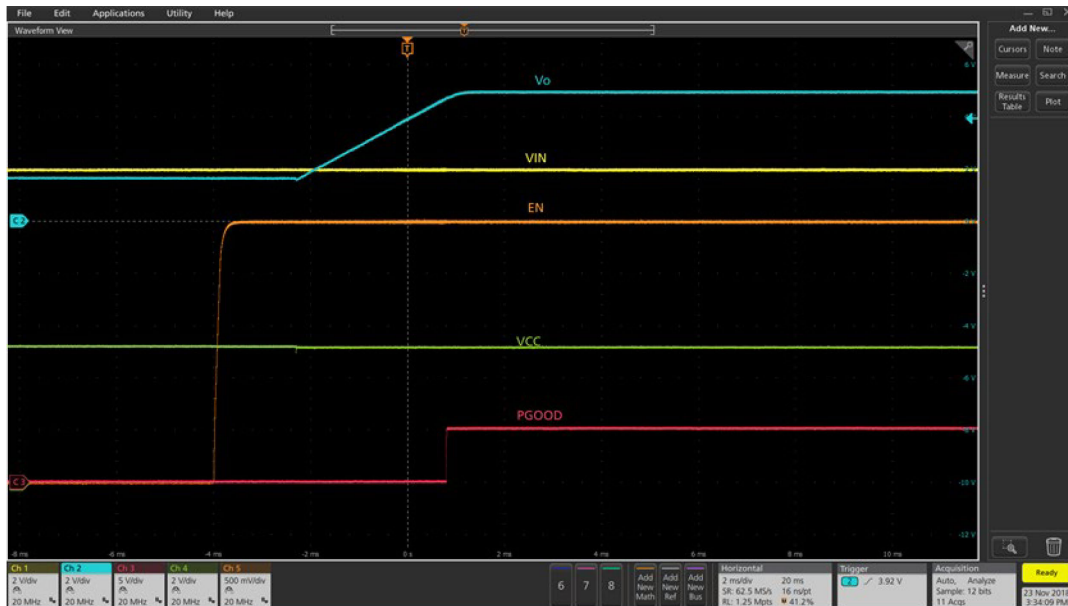 File Edit Applications Utility Help
Waveform View
Add New...
Cursors Note
Measure Search
Results Table Plot
T
T
Vo
VIN
EN
VCC
PGOOD
C 2
C 3
6 V
-2 V
-4 V
-6 V
-8 V
-10 V
-12 V
-8 ms -6 ms -4 ms -2 ms 0 s 2 ms 4 ms 6 ms 8 ms 10 ms
Ch 1 Ch 2 Ch 3 Ch 4 Ch 5
2 V/div 2 V/div 5 V/div 2 V/div 500 mV/div
20 MHz 20 MHz 20 MHz 20 MHz 20 MHz
6 7 8
Add New Math
Add New Ref
Add New Bus
Horizontal
2 ms/div 20 ms
SR: 62.5 MS/s 16 ns/pt
RL: 1.25 Mpts 41.2%
Trigger
2 3.92 V
Acquisition
Auto, Analyze
Sample: 12 bits
11 Acqs
Ready
23 Nov 2018
3:34:09 PM